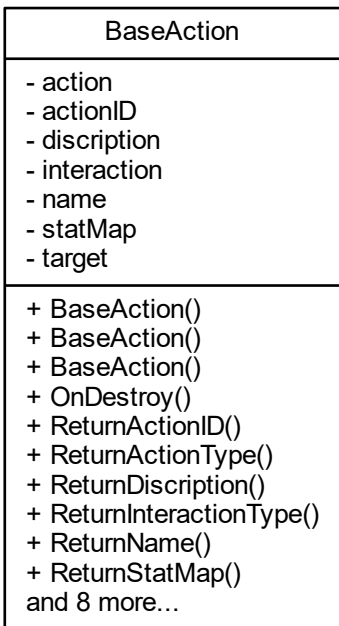 BaseAction
- action
- actionID
- discription
- interaction
- name
- statMap
- target
+ BaseAction()
+ BaseAction()
+ BaseAction()
+ OnDestroy()
+ ReturnActionID()
+ ReturnActionType()
+ ReturnDiscription()
+ ReturnInteractionType()
+ ReturnName()
+ ReturnStatMap()
and 8 more...